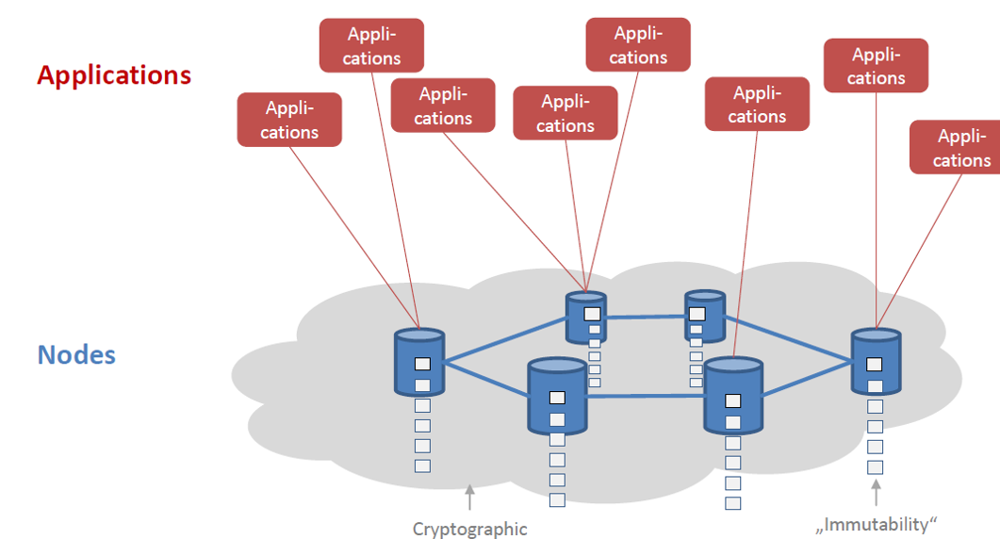 Applications
Appli-
cations
Appli-
cations
Appli-
cations
Appli-
cations
Appli-
cations
Appli-
cations
Appli-
cations
Appli-
cations
Nodes
Cryptographic
„Immutability“